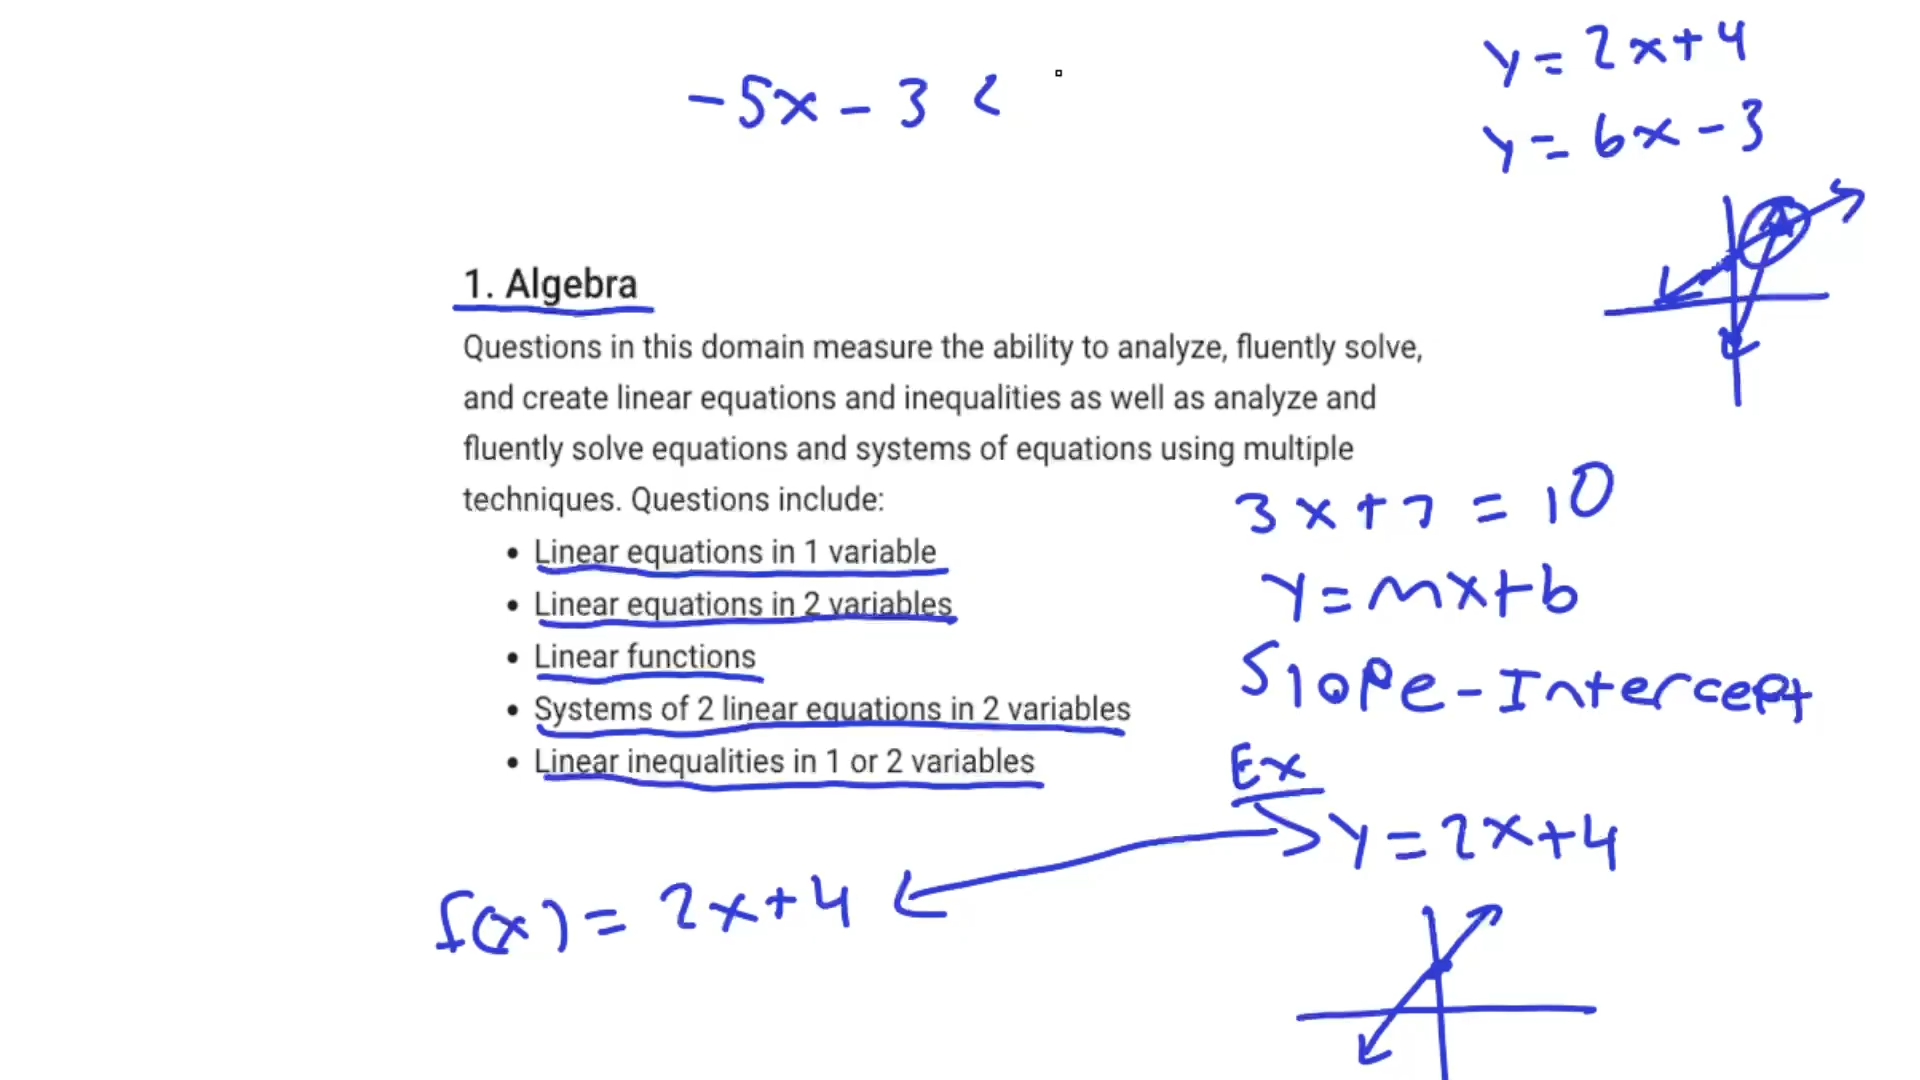 -5x - 3 <
y = 2x+4
y = 6x - 3
1. Algebra
Questions in this domain measure the ability to analyze, fluently solve,
and create linear equations and inequalities as well as analyze and
fluently solve equations and systems of equations using multiple
techniques. Questions include:
• Linear equations in 1 variable
• Linear equations in 2 variables
• Linear functions
• Systems of 2 linear equations in 2 variables
• Linear inequalities in 1 or 2 variables
3x+7 = 10
y = mx+b
Slope-Intercept
Ex
y = 2x+4
f(x) = 2x+4